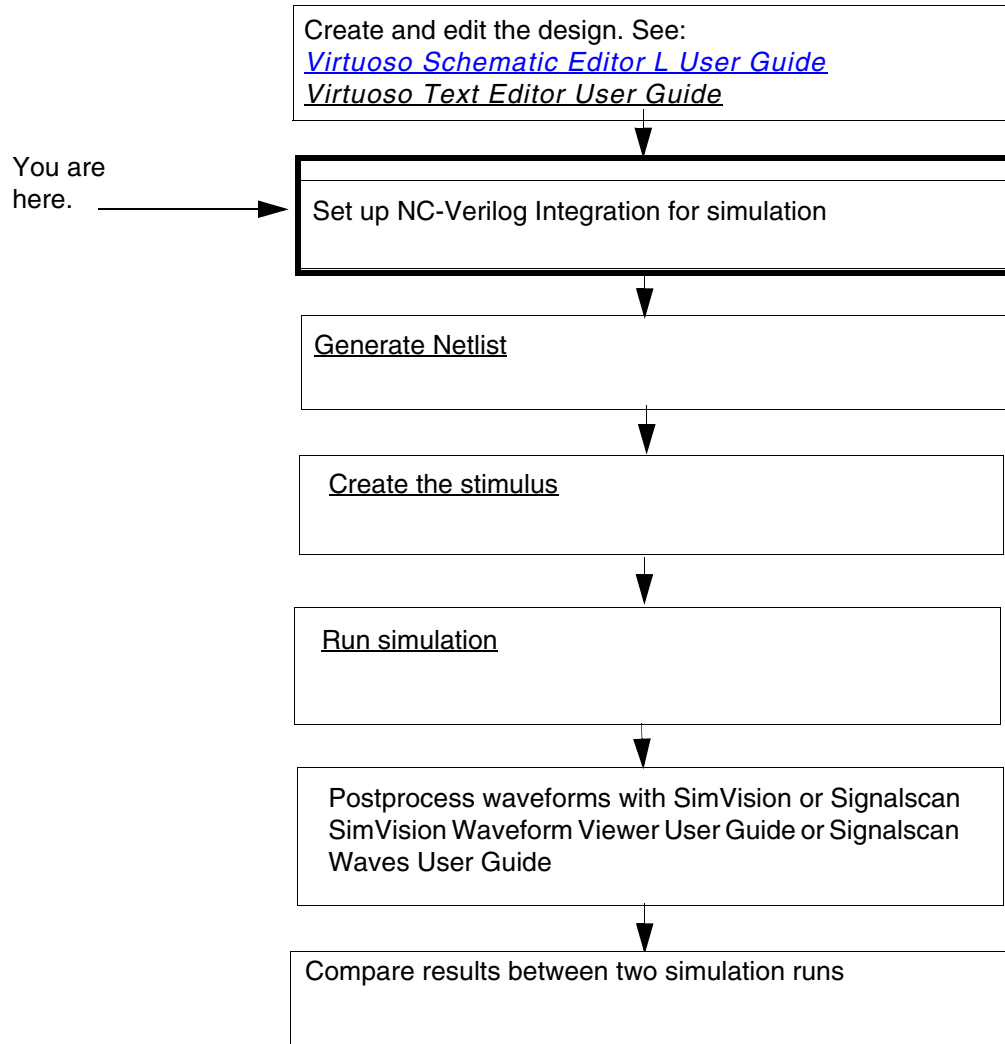 Create and edit the design. See:
Virtuoso Schematic Editor L User Guide
Virtuoso Text Editor User Guide
You are
here.
Set up NC-Verilog Integration for simulation
Generate Netlist
Create the stimulus
Run simulation
Postprocess waveforms with SimVision or Signalscan
SimVision Waveform Viewer User Guide or Signalscan
Waves User Guide
Compare results between two simulation runs